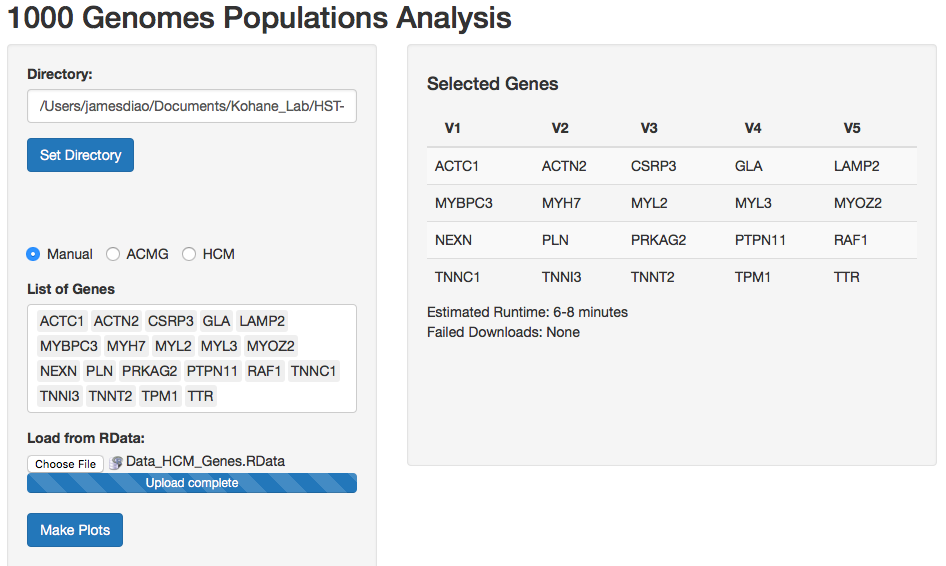 1000 Genomes Populations Analysis
Directory:
/Users/jamesdiao/Documents/Kohane_Lab/HST-
Set Directory
Manual ACMG HCM
List of Genes
ACTC1 ACTN2 CSRP3 GLA LAMP2
MYBPC3 MYH7 MYL2 MYL3 MYOZ2
NEXN PLN PRKAG2 PTPN11 RAF1 TNNC1
TNNI3 TNNT2 TPM1 TTR
Load from RData:
Choose File Data_HCM_Genes.RData
Upload complete
Make Plots
Selected Genes
V1 V2 V3 V4 V5
ACTC1 ACTN2 CSRP3 GLA LAMP2
MYBPC3 MYH7 MYL2 MYL3 MYOZ2
NEXN PLN PRKAG2 PTPN11 RAF1
TNNC1 TNNI3 TNNT2 TPM1 TTR
Estimated Runtime: 6-8 minutes
Failed Downloads: None